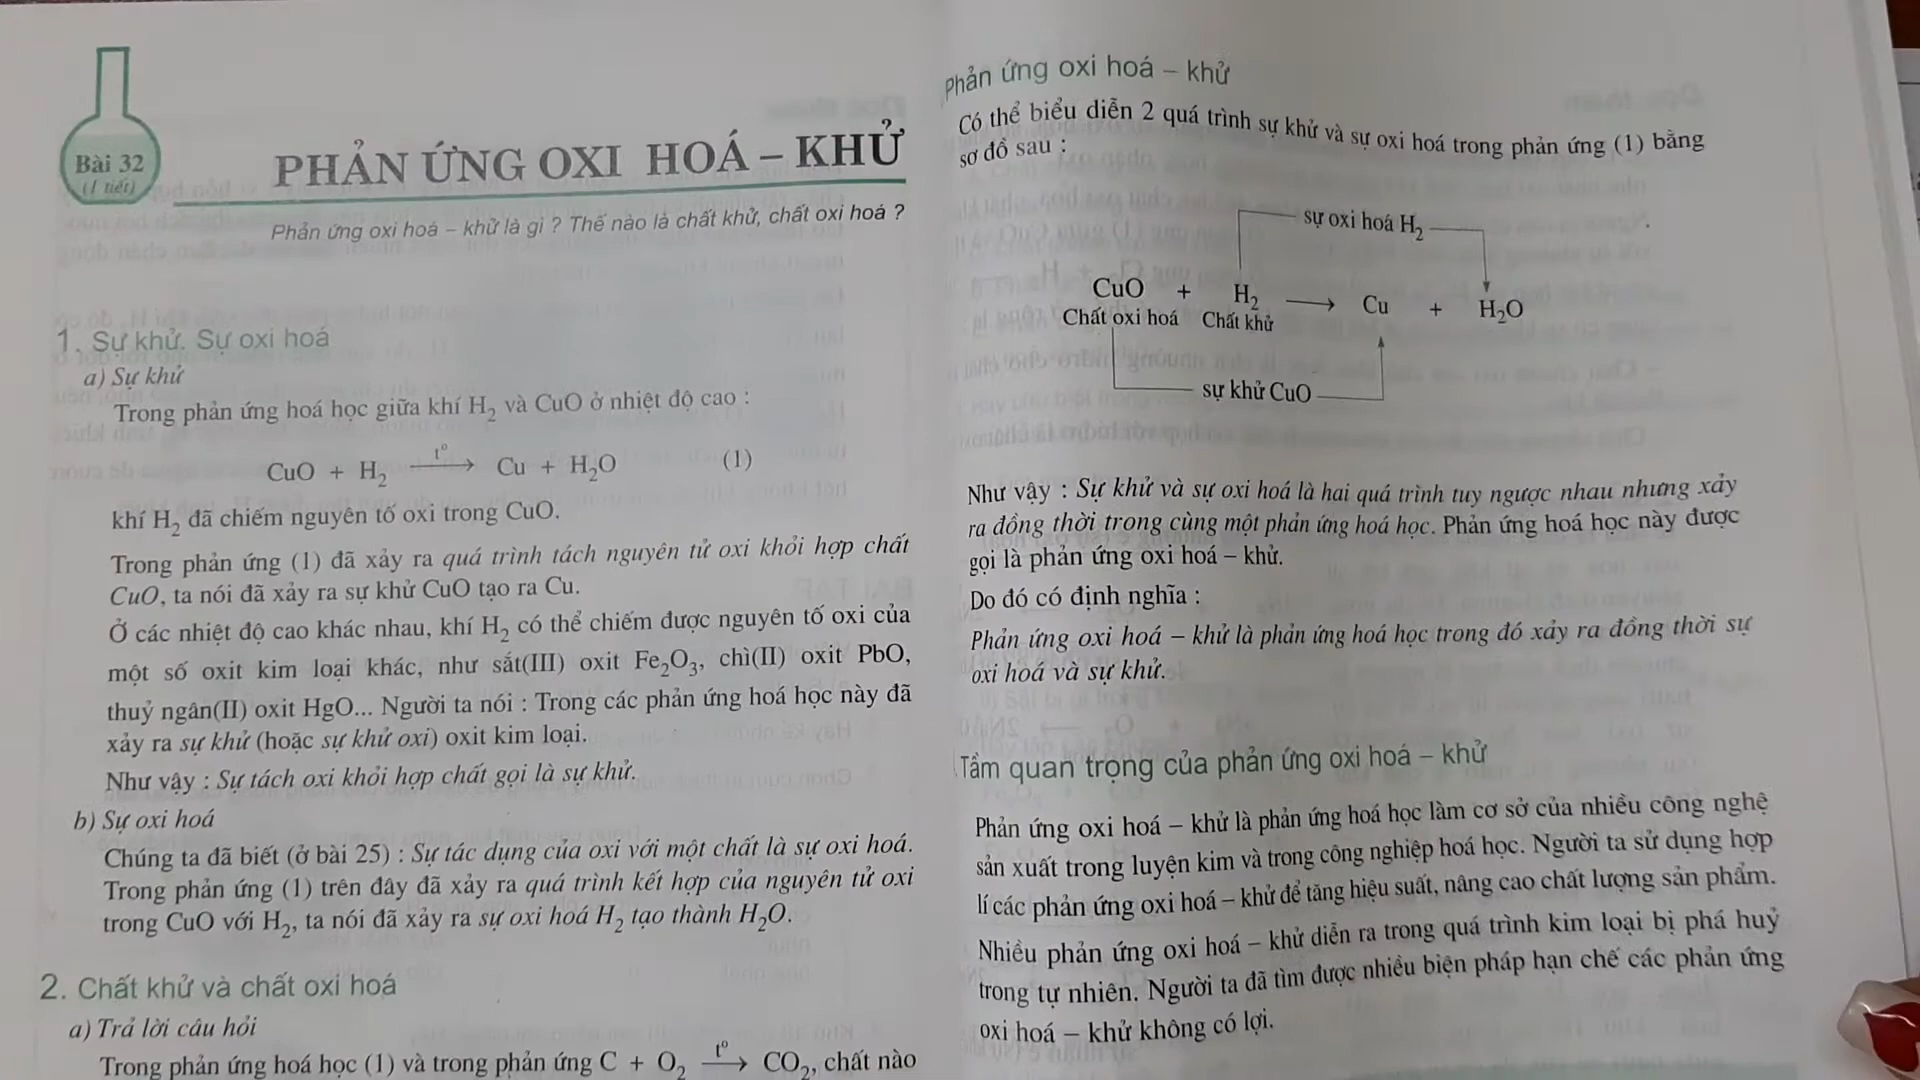 Bài 32
(1 tiết)
PHẢN ỨNG OXI HOÁ – KHỬ
Phản ứng oxi hoá – khử là gì ? Thế nào là chất khử, chất oxi hoá ?
1. Sự khử. Sự oxi hoá
a) Sự khử
Trong phản ứng hoá học giữa khí H₂ và CuO ở nhiệt độ cao :
CuO + H₂ —t°→ Cu + H₂O (1)
khí H₂ đã chiếm nguyên tố oxi trong CuO.
Trong phản ứng (1) đã xảy ra quá trình tách nguyên tử oxi khỏi hợp chất
CuO, ta nói đã xảy ra sự khử CuO tạo ra Cu.
Ở các nhiệt độ cao khác nhau, khí H₂ có thể chiếm được nguyên tố oxi của
một số oxit kim loại khác, như sắt(III) oxit Fe₂O₃, chì(II) oxit PbO,
thuỷ ngân(II) oxit HgO... Người ta nói : Trong các phản ứng hoá học này đã
xảy ra sự khử (hoặc sự khử oxi) oxit kim loại.
Như vậy : Sự tách oxi khỏi hợp chất gọi là sự khử.
b) Sự oxi hoá
Chúng ta đã biết (ở bài 25) : Sự tác dụng của oxi với một chất là sự oxi hoá.
Trong phản ứng (1) trên đây đã xảy ra quá trình kết hợp của nguyên tử oxi
trong CuO với H₂, ta nói đã xảy ra sự oxi hoá H₂ tạo thành H₂O.
2. Chất khử và chất oxi hoá
a) Trả lời câu hỏi
Trong phản ứng hoá học (1) và trong phản ứng C + O₂ —t°→ CO₂, chất nào
Phản ứng oxi hoá – khử
Có thể biểu diễn 2 quá trình sự khử và sự oxi hoá trong phản ứng (1) bằng
sơ đồ sau :
sự oxi hoá H₂
CuO + H₂ → Cu + H₂O
Chất oxi hoá Chất khử
sự khử CuO
Như vậy : Sự khử và sự oxi hoá là hai quá trình tuy ngược nhau nhưng xảy
ra đồng thời trong cùng một phản ứng hoá học. Phản ứng hoá học này được
gọi là phản ứng oxi hoá – khử.
Do đó có định nghĩa :
Phản ứng oxi hoá – khử là phản ứng hoá học trong đó xảy ra đồng thời sự
oxi hoá và sự khử.
Tầm quan trọng của phản ứng oxi hoá – khử
Phản ứng oxi hoá – khử là phản ứng hoá học làm cơ sở của nhiều công nghệ
sản xuất trong luyện kim và trong công nghiệp hoá học. Người ta sử dụng hợp
lí các phản ứng oxi hoá – khử để tăng hiệu suất, nâng cao chất lượng sản phẩm.
Nhiều phản ứng oxi hoá – khử diễn ra trong quá trình kim loại bị phá huỷ
trong tự nhiên. Người ta đã tìm được nhiều biện pháp hạn chế các phản ứng
oxi hoá – khử không có lợi.